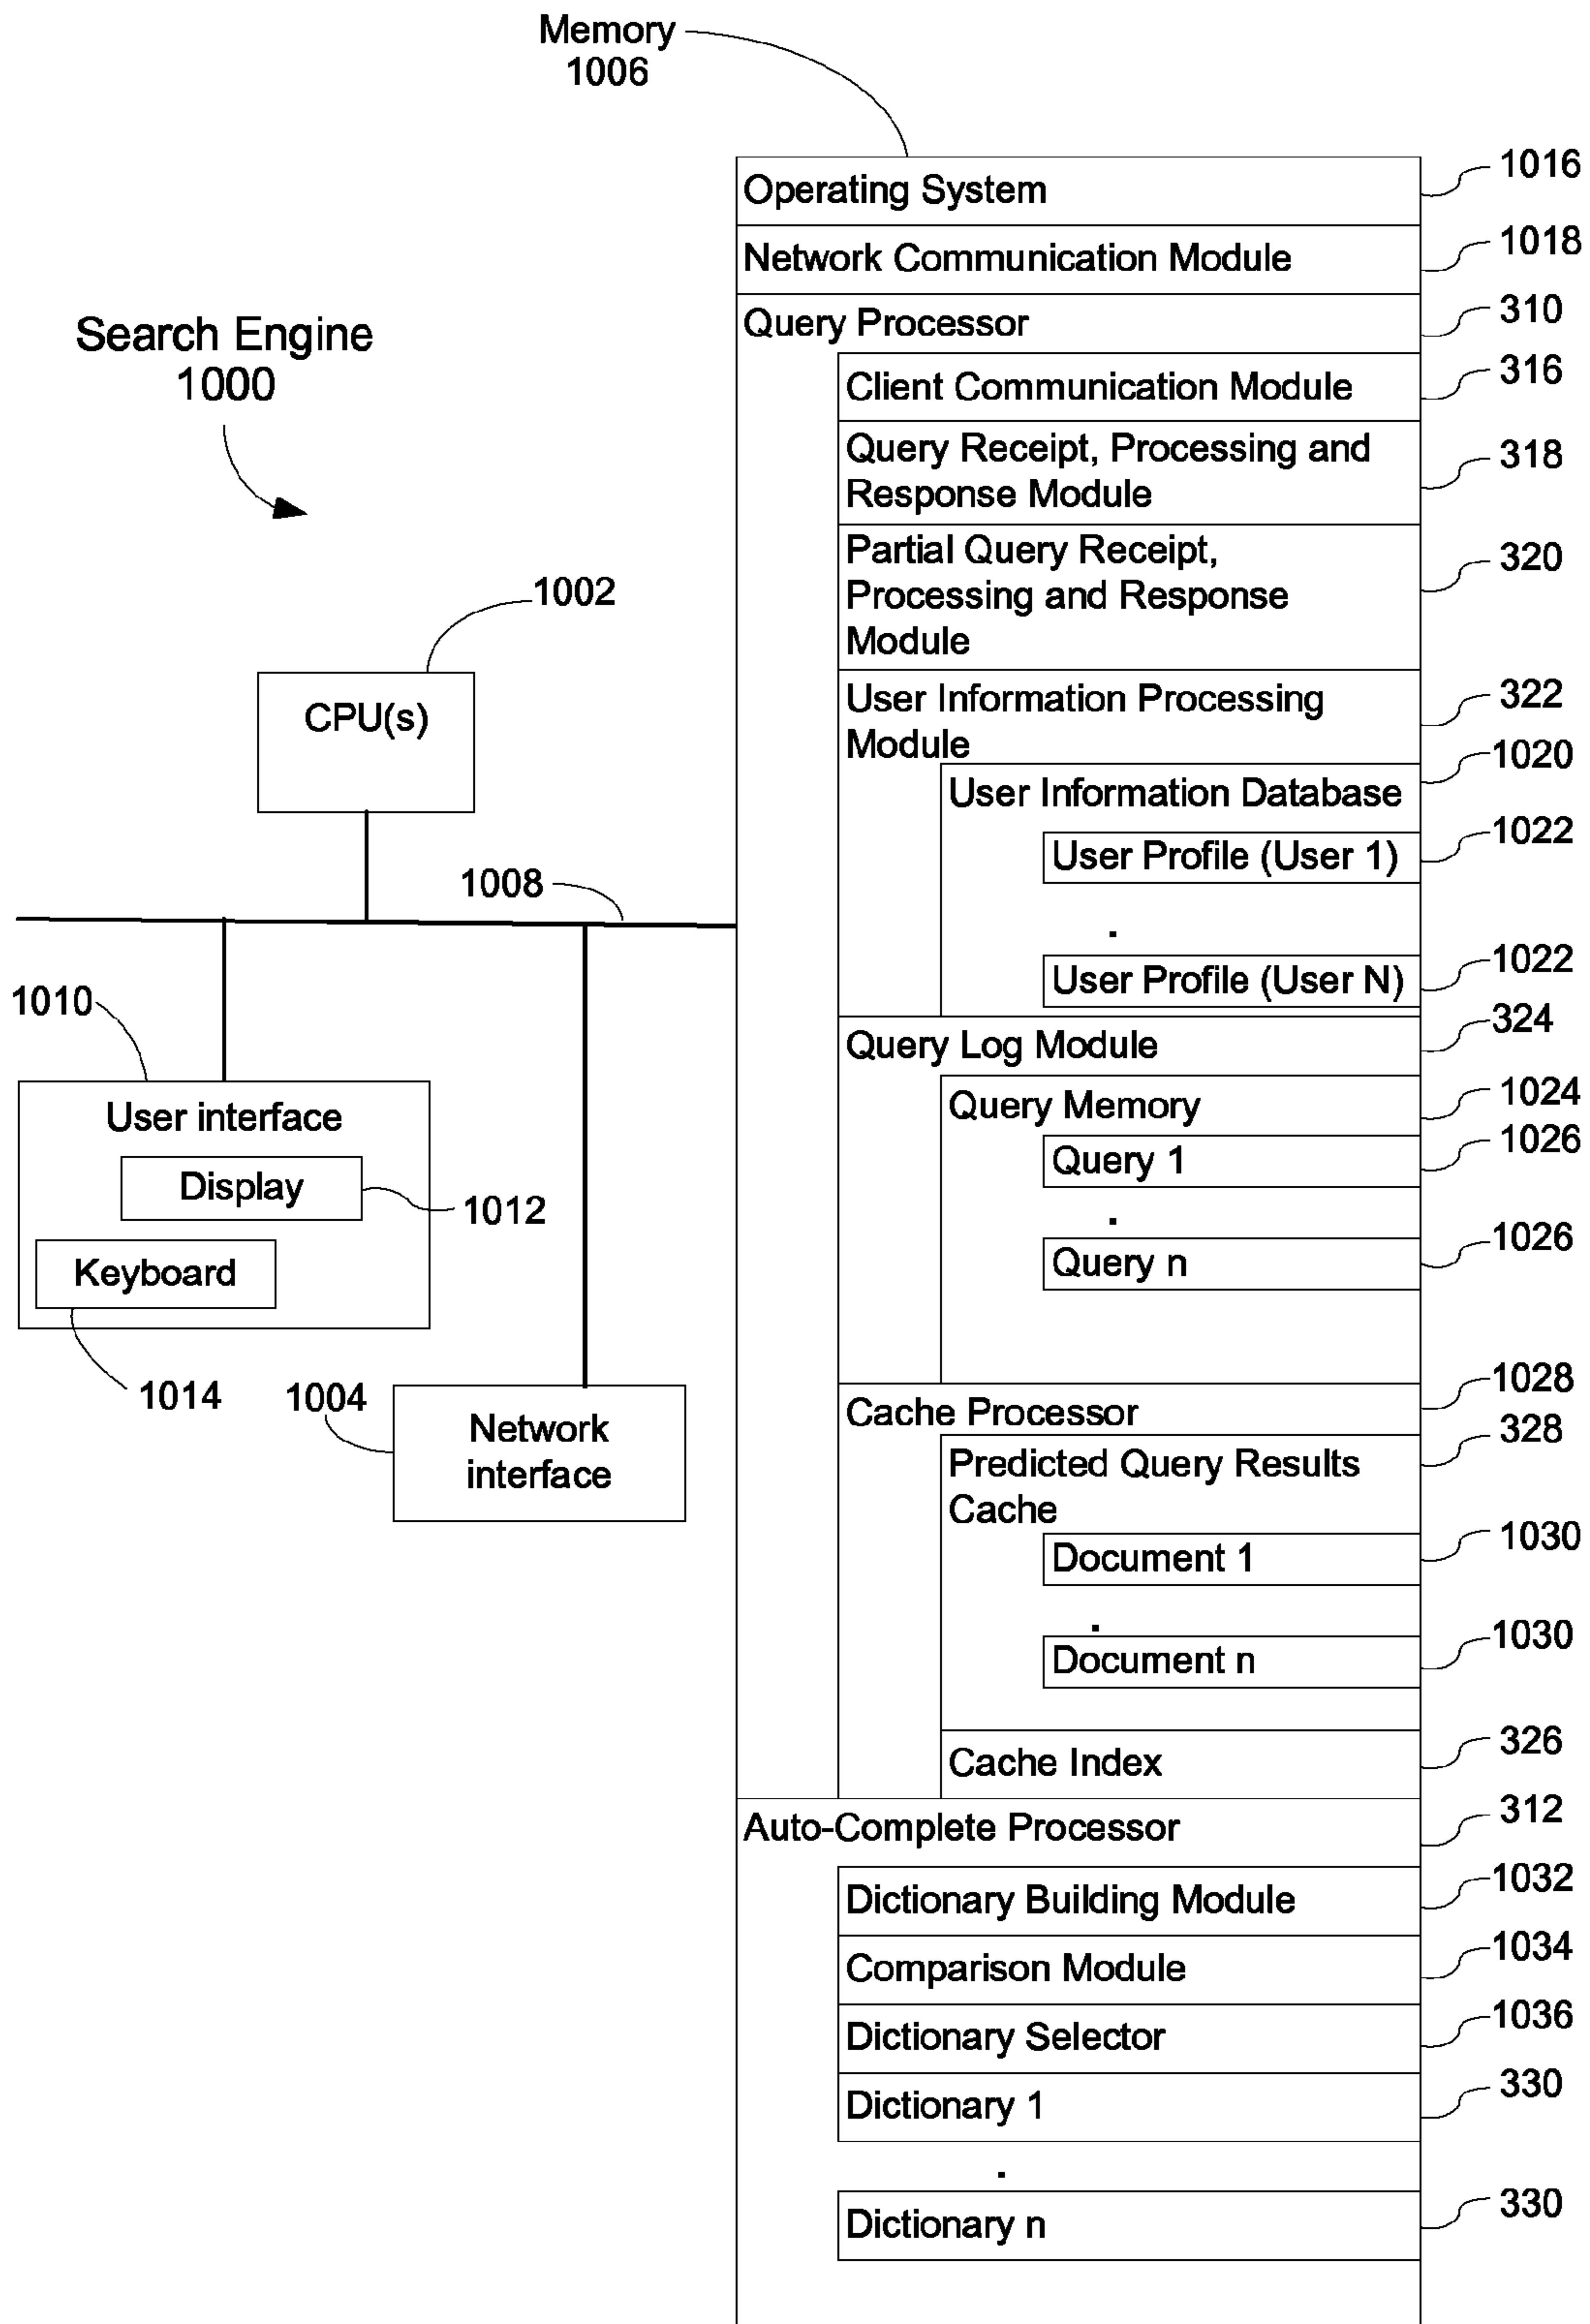 Memory
1006
Operating System
1016
Network Communication Module
1018
Query Processor
310
Search Engine
1000
Client Communication Module
316
Query Receipt, Processing and
Response Module
318
Partial Query Receipt,
Processing and Response
Module
320
1002
CPU(s)
User Information Processing
Module
322
User Information Database
1020
User Profile (User 1)
1022
1008
.
User Profile (User N)
1022
1010
Query Log Module
324
User interface
Query Memory
1024
Display
1012
Query 1
1026
.
Keyboard
Query n
1026
1014
1004
Network
interface
Cache Processor
1028
Predicted Query Results
Cache
328
Document 1
1030
.
Document n
1030
Cache Index
326
Auto-Complete Processor
312
Dictionary Building Module
1032
Comparison Module
1034
Dictionary Selector
1036
Dictionary 1
330
.
Dictionary n
330